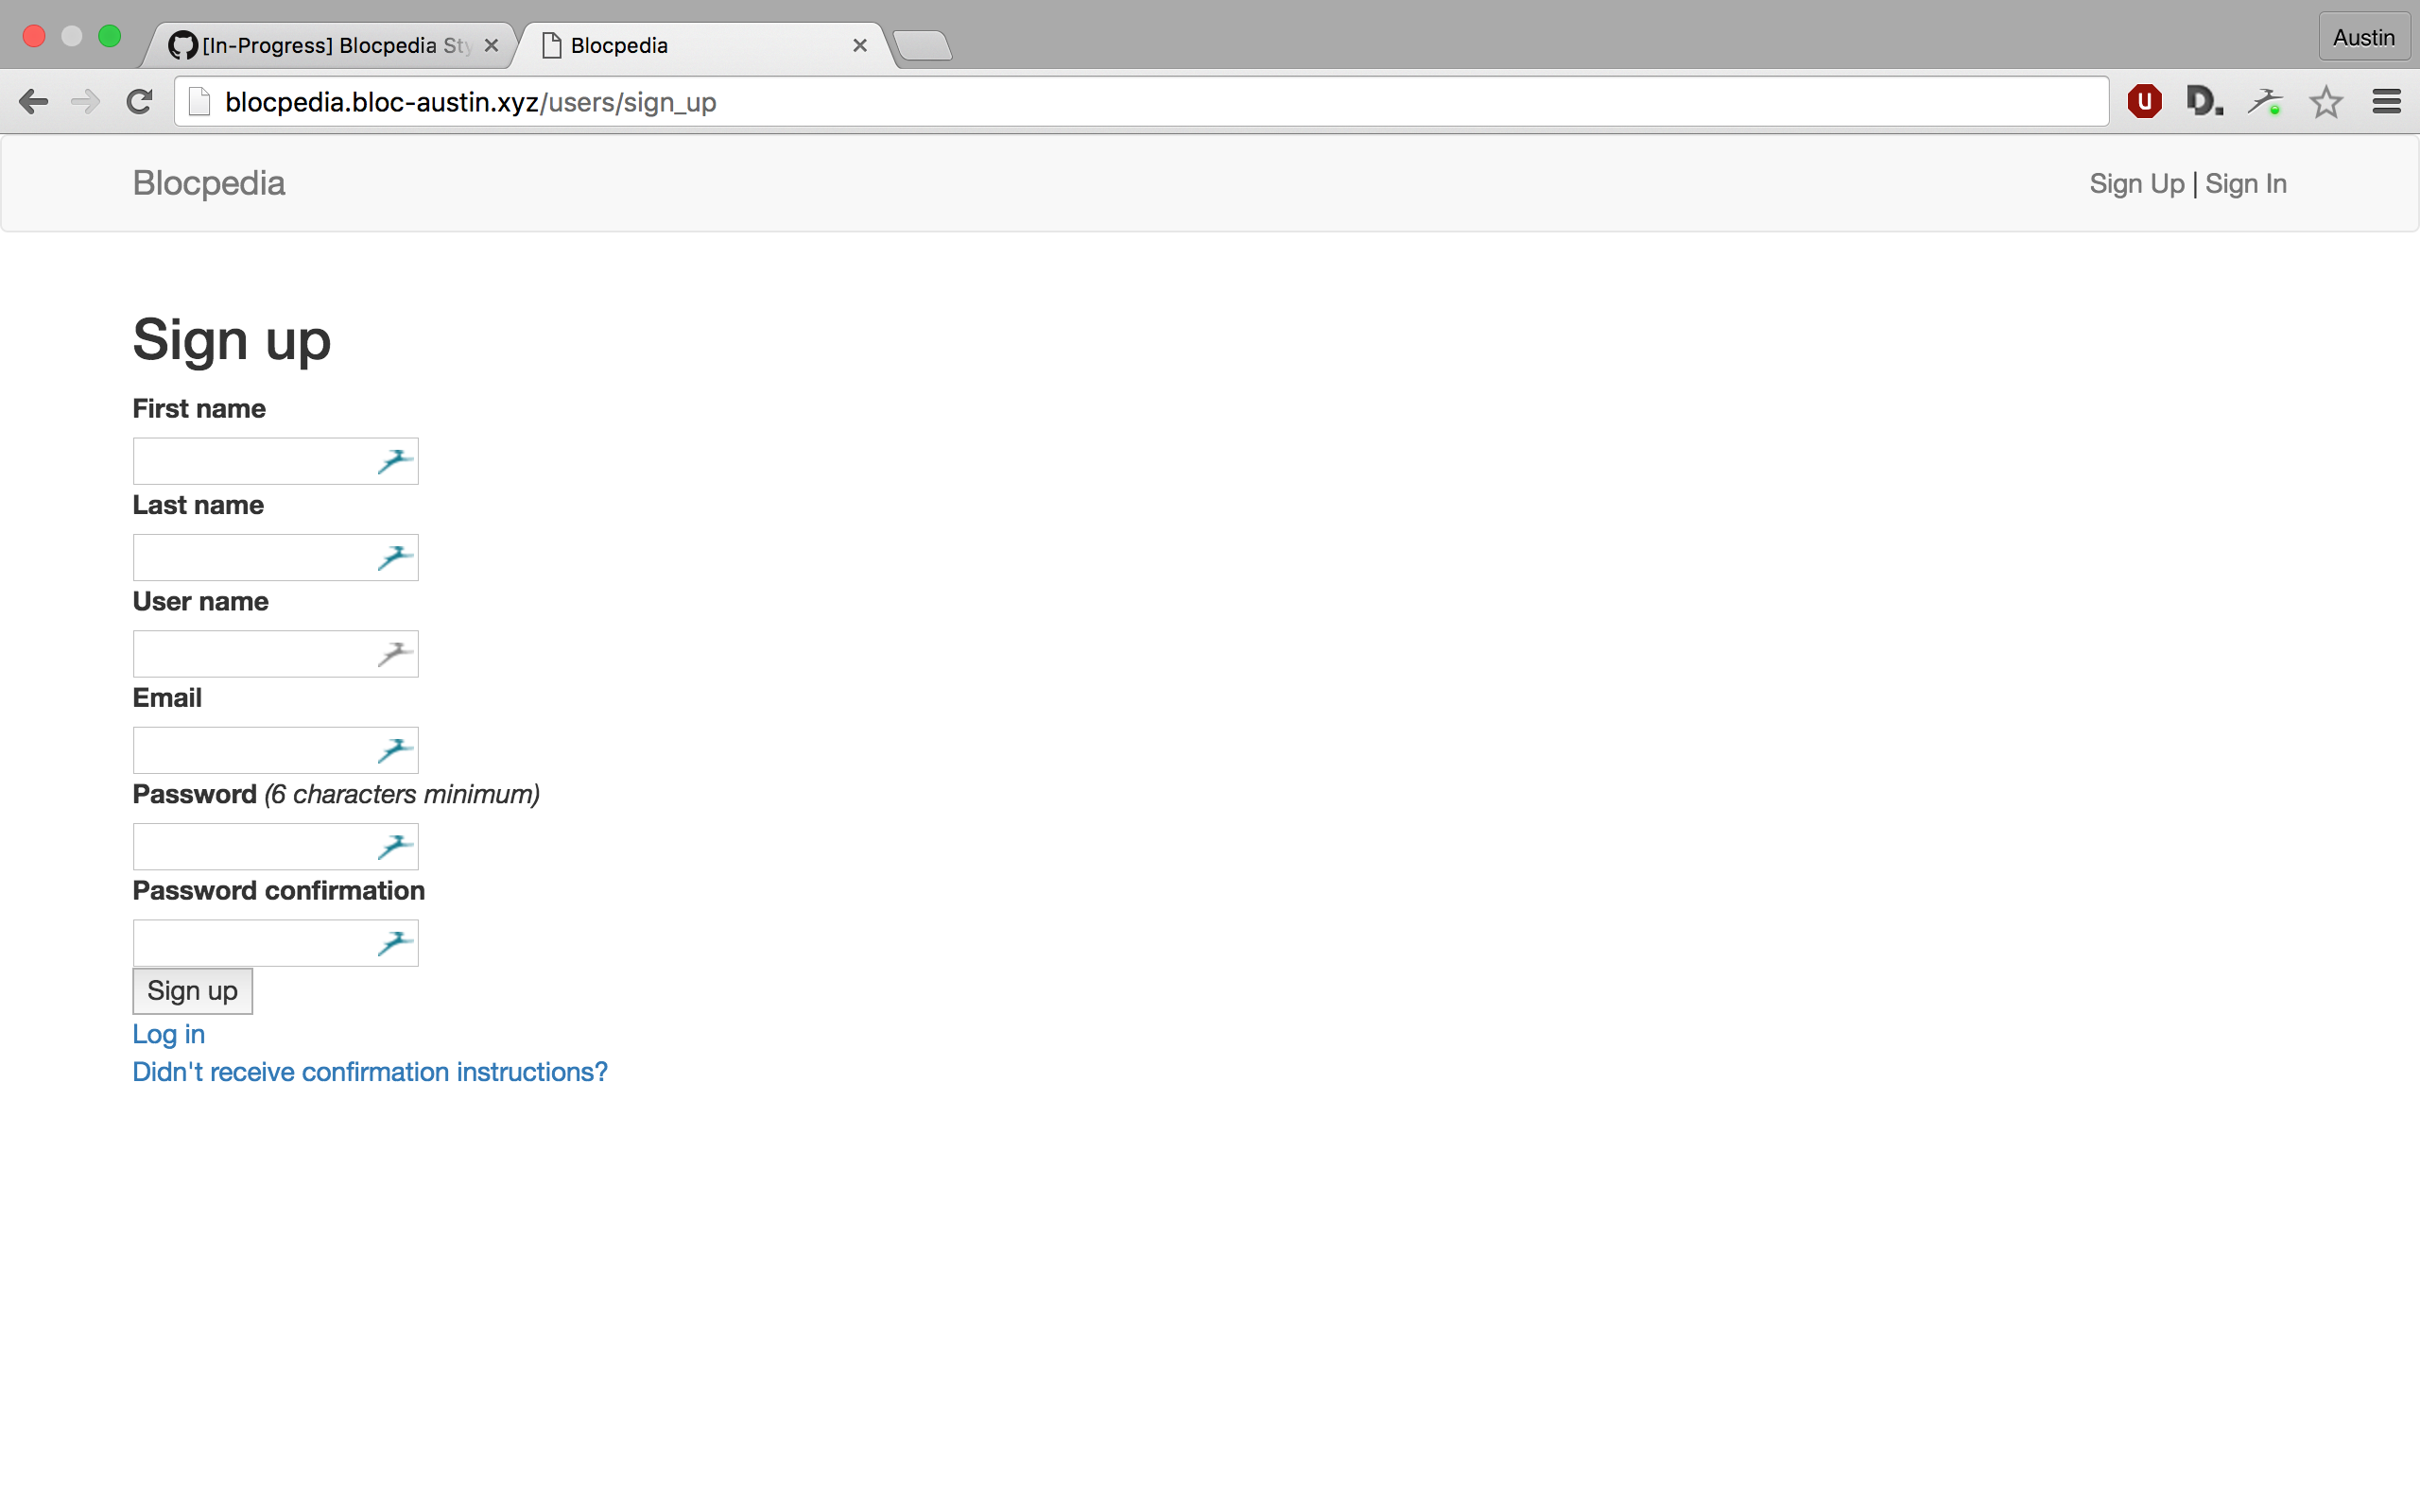 [In-Progress] Blocpedia Sty
Blocpedia
Austin
blocpedia.bloc-austin.xyz/users/sign_up
Blocpedia
Sign Up | Sign In
Sign up
First name
Last name
User name
Email
Password (6 characters minimum)
Password confirmation
Sign up
Log in
Didn't receive confirmation instructions?